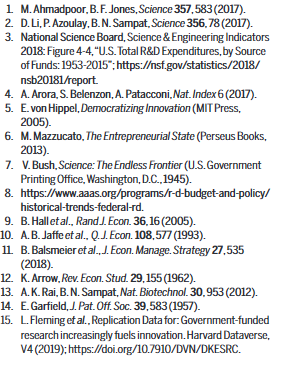 1. M. Ahmadpoor, B. F. Jones, Science 357, 583 (2017).
2. D. Li, P. Azoulay, B. N. Sampat, Science 356, 78 (2017).
3. National Science Board, Science & Engineering Indicators
2018: Figure 4-4, “U.S. Total R&D Expenditures, by Source
of Funds: 1953-2015”; https://nsf.gov/statistics/2018/
nsb20181/report.
4. A. Arora, S. Belenzon, A. Patacconi, Nat. Index 6 (2017).
5. E. von Hippel, Democratizing Innovation (MIT Press,
2005).
6. M. Mazzucato, The Entrepreneurial State (Perseus Books,
2013).
7. V. Bush, Science: The Endless Frontier (U.S. Government
Printing Office, Washington, D.C., 1945).
8. https://www.aaas.org/programs/r-d-budget-and-policy/
historical-trends-federal-rd.
9. B. Hall et al., Rand J. Econ. 36, 16 (2005).
10. A. B. Jaffe et al., Q. J. Econ. 108, 577 (1993).
11. B. Balsmeier et al., J. Econ. Manage. Strategy 27, 535
(2018).
12. K. Arrow, Rev. Econ. Stud. 29, 155 (1962).
13. A. K. Rai, B. N. Sampat, Nat. Biotechnol. 30, 953 (2012).
14. E. Garfield, J. Pat. Off. Soc. 39, 583 (1957).
15. L. Fleming et al., Replication Data for: Government-funded
research increasingly fuels innovation. Harvard Dataverse,
V4 (2019); https://doi.org/10.7910/DVN/DKESRC.